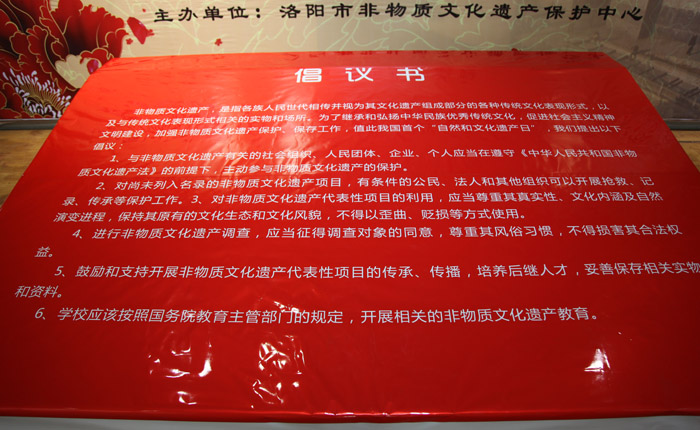 主办单位：洛阳市非物质文化遗产保护中心
倡议书
非物质文化遗产，是指各族人民世代相传并视为其文化遗产组成部分的各种传统文化表现形式，以
及与传统文化表现形式相关的实物和场所。为了继承和弘扬中华民族优秀传统文化，促进社会主义精神
文明建设，加强非物质文化遗产保护、保存工作，值此我国首个“自然和文化遗产日”，我们提出以下
倡议：
1、与非物质文化遗产有关的社会组织、人民团体、企业、个人应当在遵守《中华人民共和国非物
质文化遗产法》的前提下，主动参与非物质文化遗产的保护。
2、对尚未列入名录的非物质文化遗产项目，有条件的公民、法人和其他组织可以开展抢救、记
录、传承等保护工作。3、对非物质文化遗产代表性项目的利用，应当尊重其真实性、文化内涵及自然
演变进程，保持其原有的文化生态和文化风貌，不得以歪曲、贬损等方式使用。
4、进行非物质文化遗产调查，应当征得调查对象的同意，尊重其风俗习惯，不得损害其合法权
益。
5、鼓励和支持开展非物质文化遗产代表性项目的传承、传播，培养后继人才，妥善保存相关实物
和资料。
6、学校应该按照国务院教育主管部门的规定，开展相关的非物质文化遗产教育。